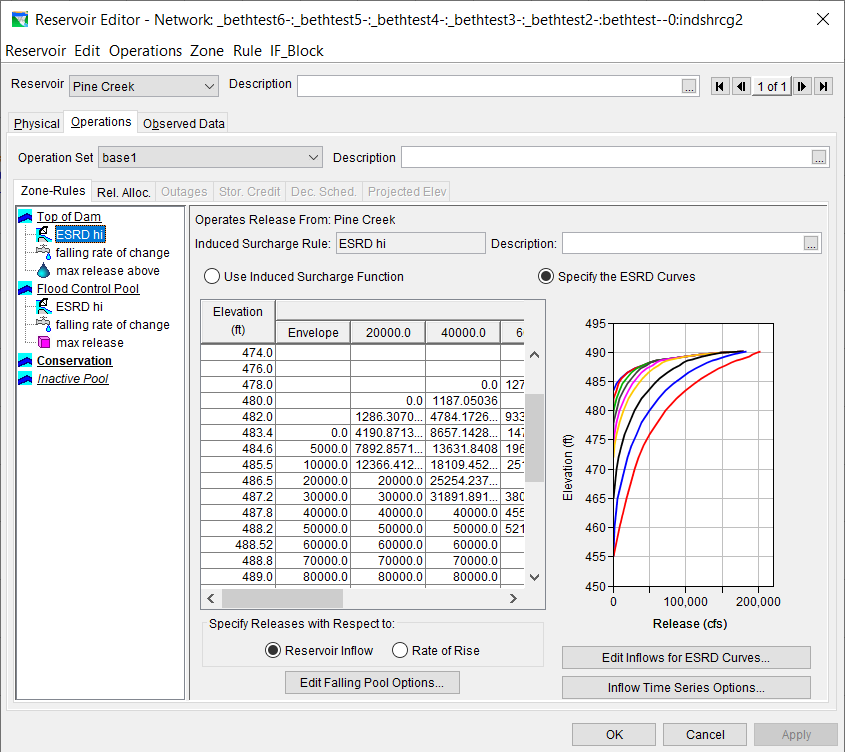 Reservoir Editor - Network: _bethtest6-:_bethtest5-:_bethtest4-:_bethtest3-:_bethtest2-:bethtest--0:indshrcg2
Reservoir Edit Operations Zone Rule IF_Block
Reservoir Pine Creek Description ... 1 of 1
Physical Operations Observed Data
Operation Set base1 Description ...
Zone-Rules Rel. Alloc. Outages Stor. Credit Dec. Sched. Projected Elev
Top of Dam
ESRD hi
falling rate of change
max release above
Flood Control Pool
ESRD hi
falling rate of change
max release
Conservation
Inactive Pool
Operates Release From: Pine Creek
Induced Surcharge Rule: ESRD hi Description: ...
Use Induced Surcharge Function Specify the ESRD Curves
Elevation
(ft) Envelope 20000.0 40000.0 6
474.0
476.0
478.0 0.0 127
480.0 0.0 1187.05036
482.0 1286.3070... 4784.1726... 933
483.4 0.0 4190.8713... 8657.1428... 147
484.6 5000.0 7892.8571... 13631.8408 196
485.5 10000.0 12366.412... 18109.452... 251
486.5 20000.0 20000.0 25254.237...
487.2 30000.0 30000.0 31891.891... 380
487.8 40000.0 40000.0 40000.0 455
488.2 50000.0 50000.0 50000.0 521
488.52 60000.0 60000.0 60000.0
488.8 70000.0 70000.0 70000.0
489.0 80000.0 80000.0 80000.0
495
490
485
480
475
470
465
460
455
450
Elevation (ft)
0 100,000 200,000
Release (cfs)
Specify Releases with Respect to:
Reservoir Inflow Rate of Rise
Edit Falling Pool Options...
Edit Inflows for ESRD Curves...
Inflow Time Series Options...
OK Cancel Apply